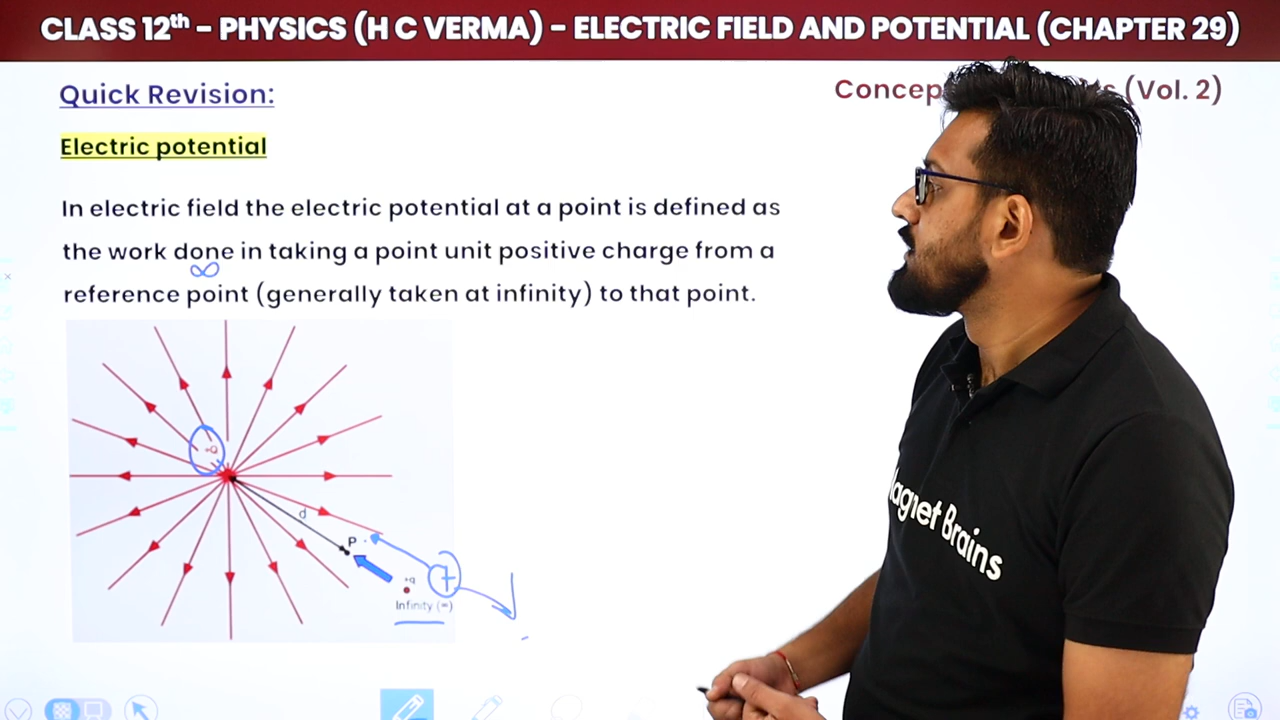 CLASS 12th – PHYSICS (H C VERMA) – ELECTRIC FIELD AND POTENTIAL (CHAPTER 29)
Quick Revision:
(Vol. 2)
Electric potential
In electric field the electric potential at a point is defined as
the work done in taking a point unit positive charge from a
∞
reference point (generally taken at infinity) to that point.
d
P
+
+q
Infinity (∞)
agnet Brains